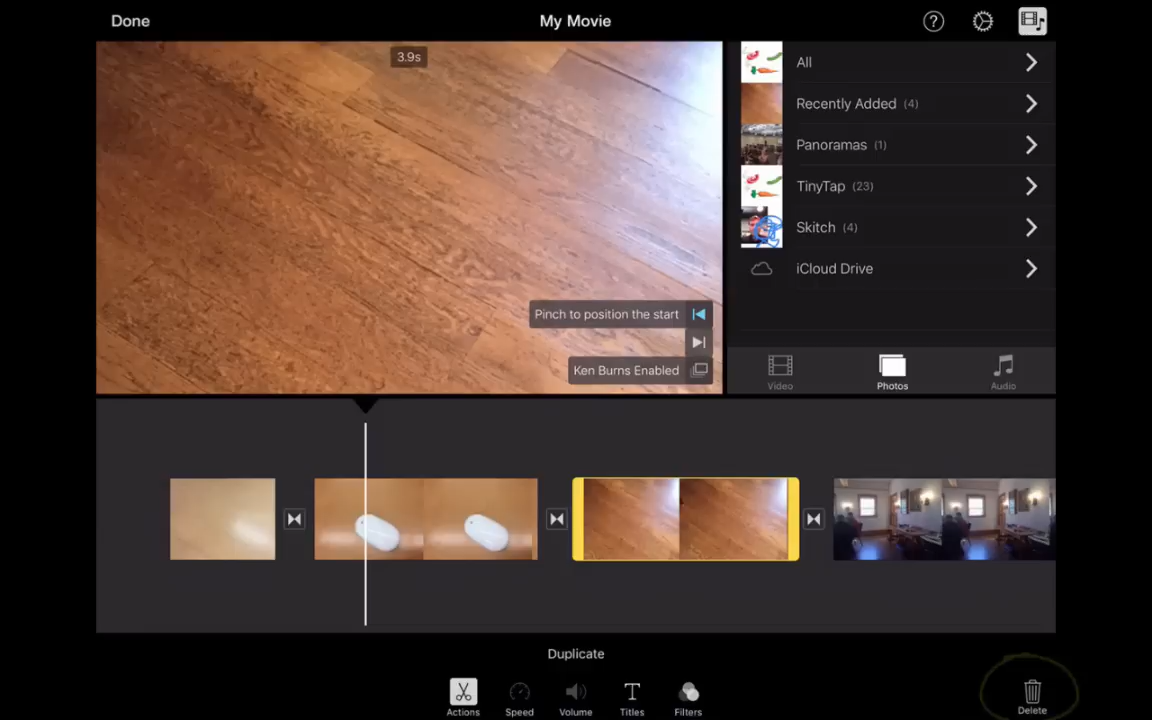 Done
My Movie
?
3.9s
All
Recently Added (4)
Panoramas (1)
TinyTap (23)
Skitch (4)
iCloud Drive
Pinch to position the start
Ken Burns Enabled
Video
Photos
Audio
Duplicate
Actions
Speed
Volume
T
Titles
Filters
Delete